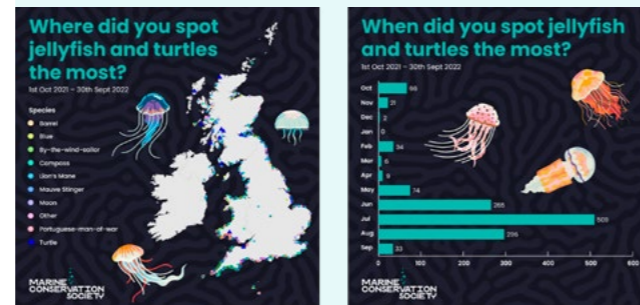 Where did you spot
jellyfish and turtles
the most?
1st Oct 2021 – 30th Sept 2022
Species
Barrel
Blue
By-the-wind-sailor
Compass
Lion's Mane
Mauve Stinger
Moon
Other
Portuguese-man-of-war
Turtle
MARINE
CONSERVATION
SOCIETY
When did you spot jellyfish
and turtles the most?
1st Oct 2021 – 30th Sept 2022
Oct 66
Nov 21
Dec 2
Jan 0
Feb 34
Mar 6
Apr
May 74
Jun 265
Jul
Aug 296
Sep 33
0 100 200 300 400 500 600
MARINE
CONSERVATION
SOCIETY